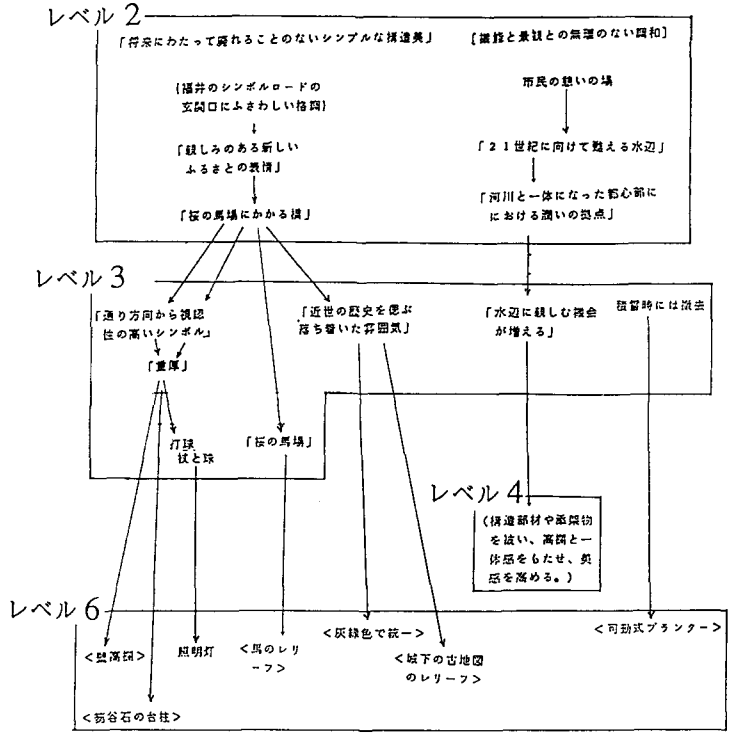 レベル 2
「将来にわたって廃れることのないシンプルな構造美」
[機能と景観との無理のない調和]
(福井のシンボルロードの
玄関口にふさわしい格調)
市民の憩いの場
「親しみのある新しい
ふるさとの表情」
「21世紀に向けて甦える水辺」
「桜の馬場にかかる橋」
「河川と一体になった都心部に
における潤いの拠点」
レベル 3
「通り方向から視認
性の高いシンボル」
「近世の歴史を偲ぶ
落ち着いた雰囲気」
「水辺に親しむ機会
が増える」
積雪時には撤去
「重厚」
灯球
杖と球
「桜の馬場」
レベル 4
(構造部材や添架物
を被い、高欄と一
体感をもたせ、美
感を高める。)
レベル 6
<壁高欄>
照明灯
<馬のレリ
ーフ>
<灰緑色で統一>
<城下の古地図
のレリーフ>
<可動式プランター>
<笏谷石の台柱>